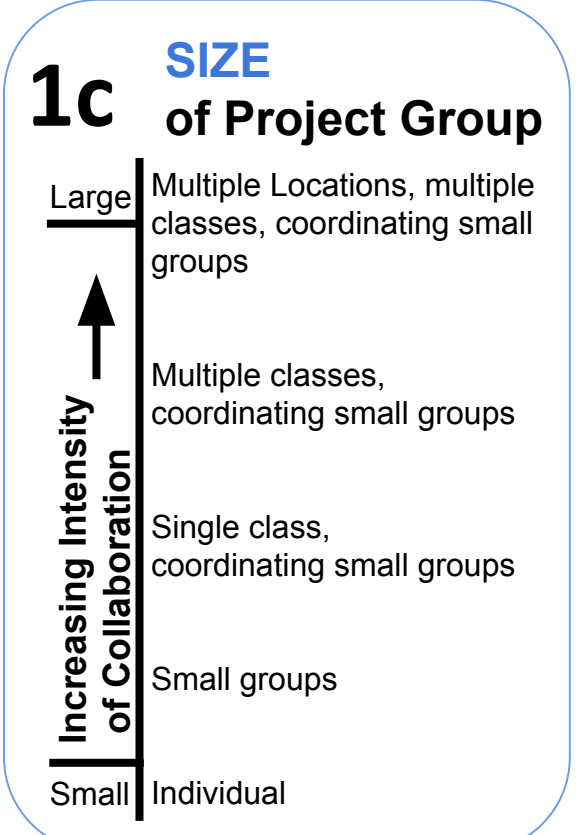 1c
SIZE
of Project Group
Large
Multiple Locations, multiple
classes, coordinating small
groups
Multiple classes,
coordinating small groups
Single class,
coordinating small groups
Small groups
Increasing Intensity
of Collaboration
Small
Individual